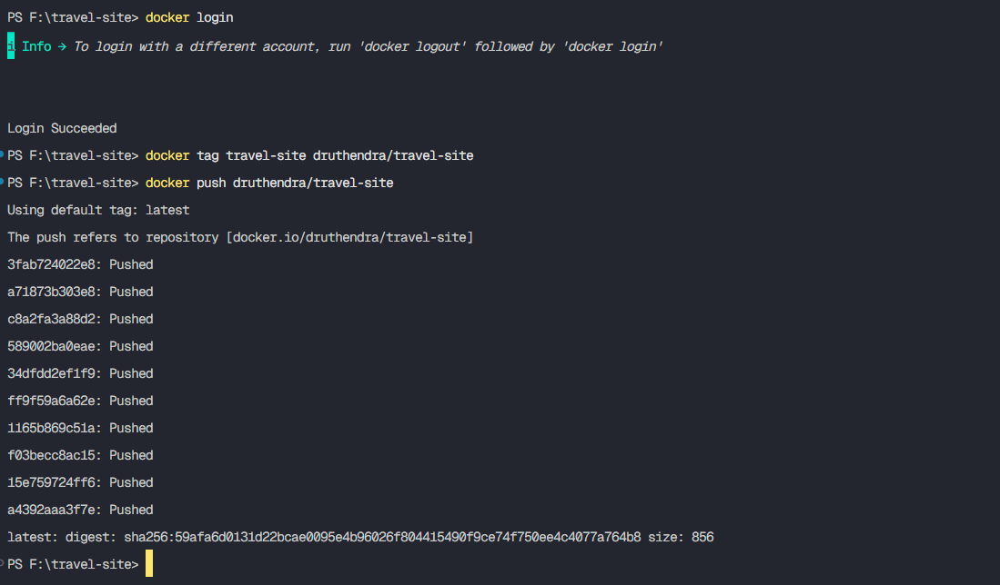 PS F:\travel-site> docker login
i Info → To login with a different account, run 'docker logout' followed by 'docker login'
Login Succeeded
PS F:\travel-site> docker tag travel-site druthendra/travel-site
PS F:\travel-site> docker push druthendra/travel-site
Using default tag: latest
The push refers to repository [docker.io/druthendra/travel-site]
3fab724022e8: Pushed
a71873b303e8: Pushed
c8a2fa3a88d2: Pushed
589002ba0eae: Pushed
34dfdd2ef1f9: Pushed
ff9f59a6a62e: Pushed
1165b869c51a: Pushed
f03becc8ac15: Pushed
15e759724ff6: Pushed
a4392aaa3f7e: Pushed
latest: digest: sha256:59afa6d0131d22bcae0095e4b96026f804415490f9ce74f750ee4c4077a764b8 size: 856
PS F:\travel-site>